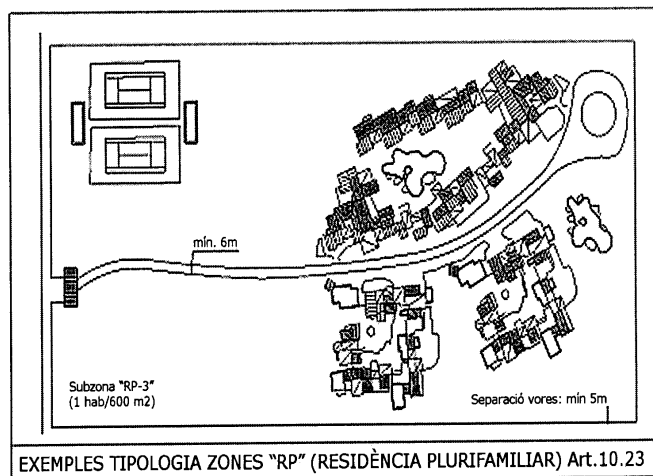 mín. 6m
Subzona "RP-3"
(1 hab/600 m2)
Separació vores: mín 5m
EXEMPLES TIPOLOGIA ZONES "RP" (RESIDÈNCIA PLURIFAMILIAR) Art.10.23